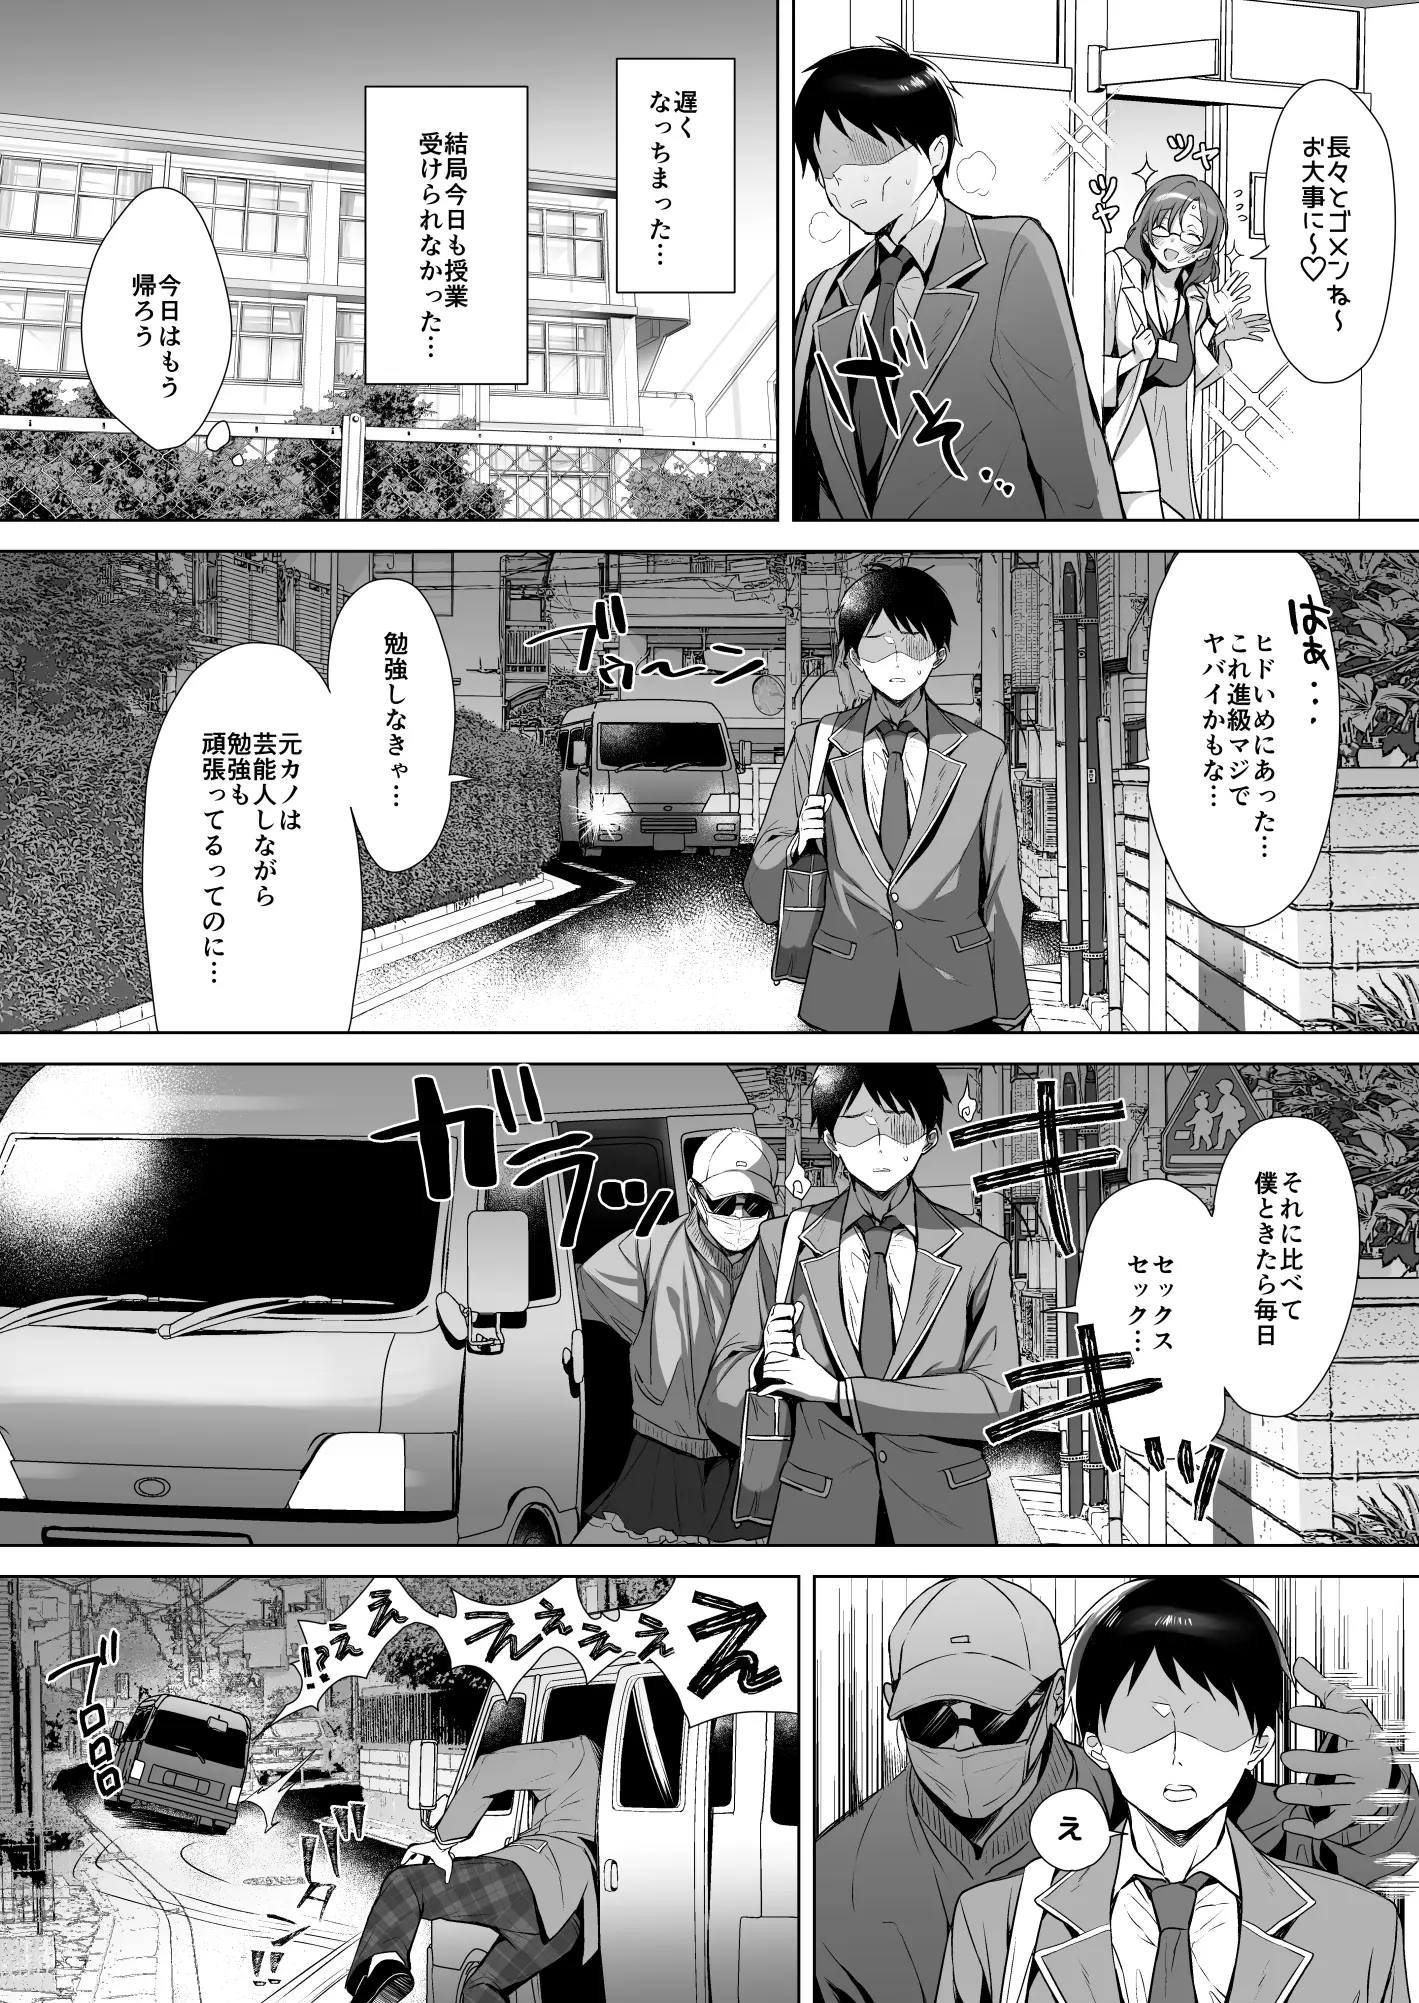 長々とゴメンね～
お大事に～♡
ツヤ
ツヤ
げっそ…
遅く
なっちまった…
結局今日も授業
受けられなかった…
今日はもう
帰ろう
はぁ…
ヒドいめにあった…
これ進級マジで
ヤバイかもな…
ブゥ～ン
勉強しなきゃ…
元カノは
芸能人しながら
勉強も
頑張ってるってのに…
それに比べて
僕ときたら毎日
セックス
セック…
キキーッ
ガラッ
え
ええええええ
ええ!?
ブロロロ